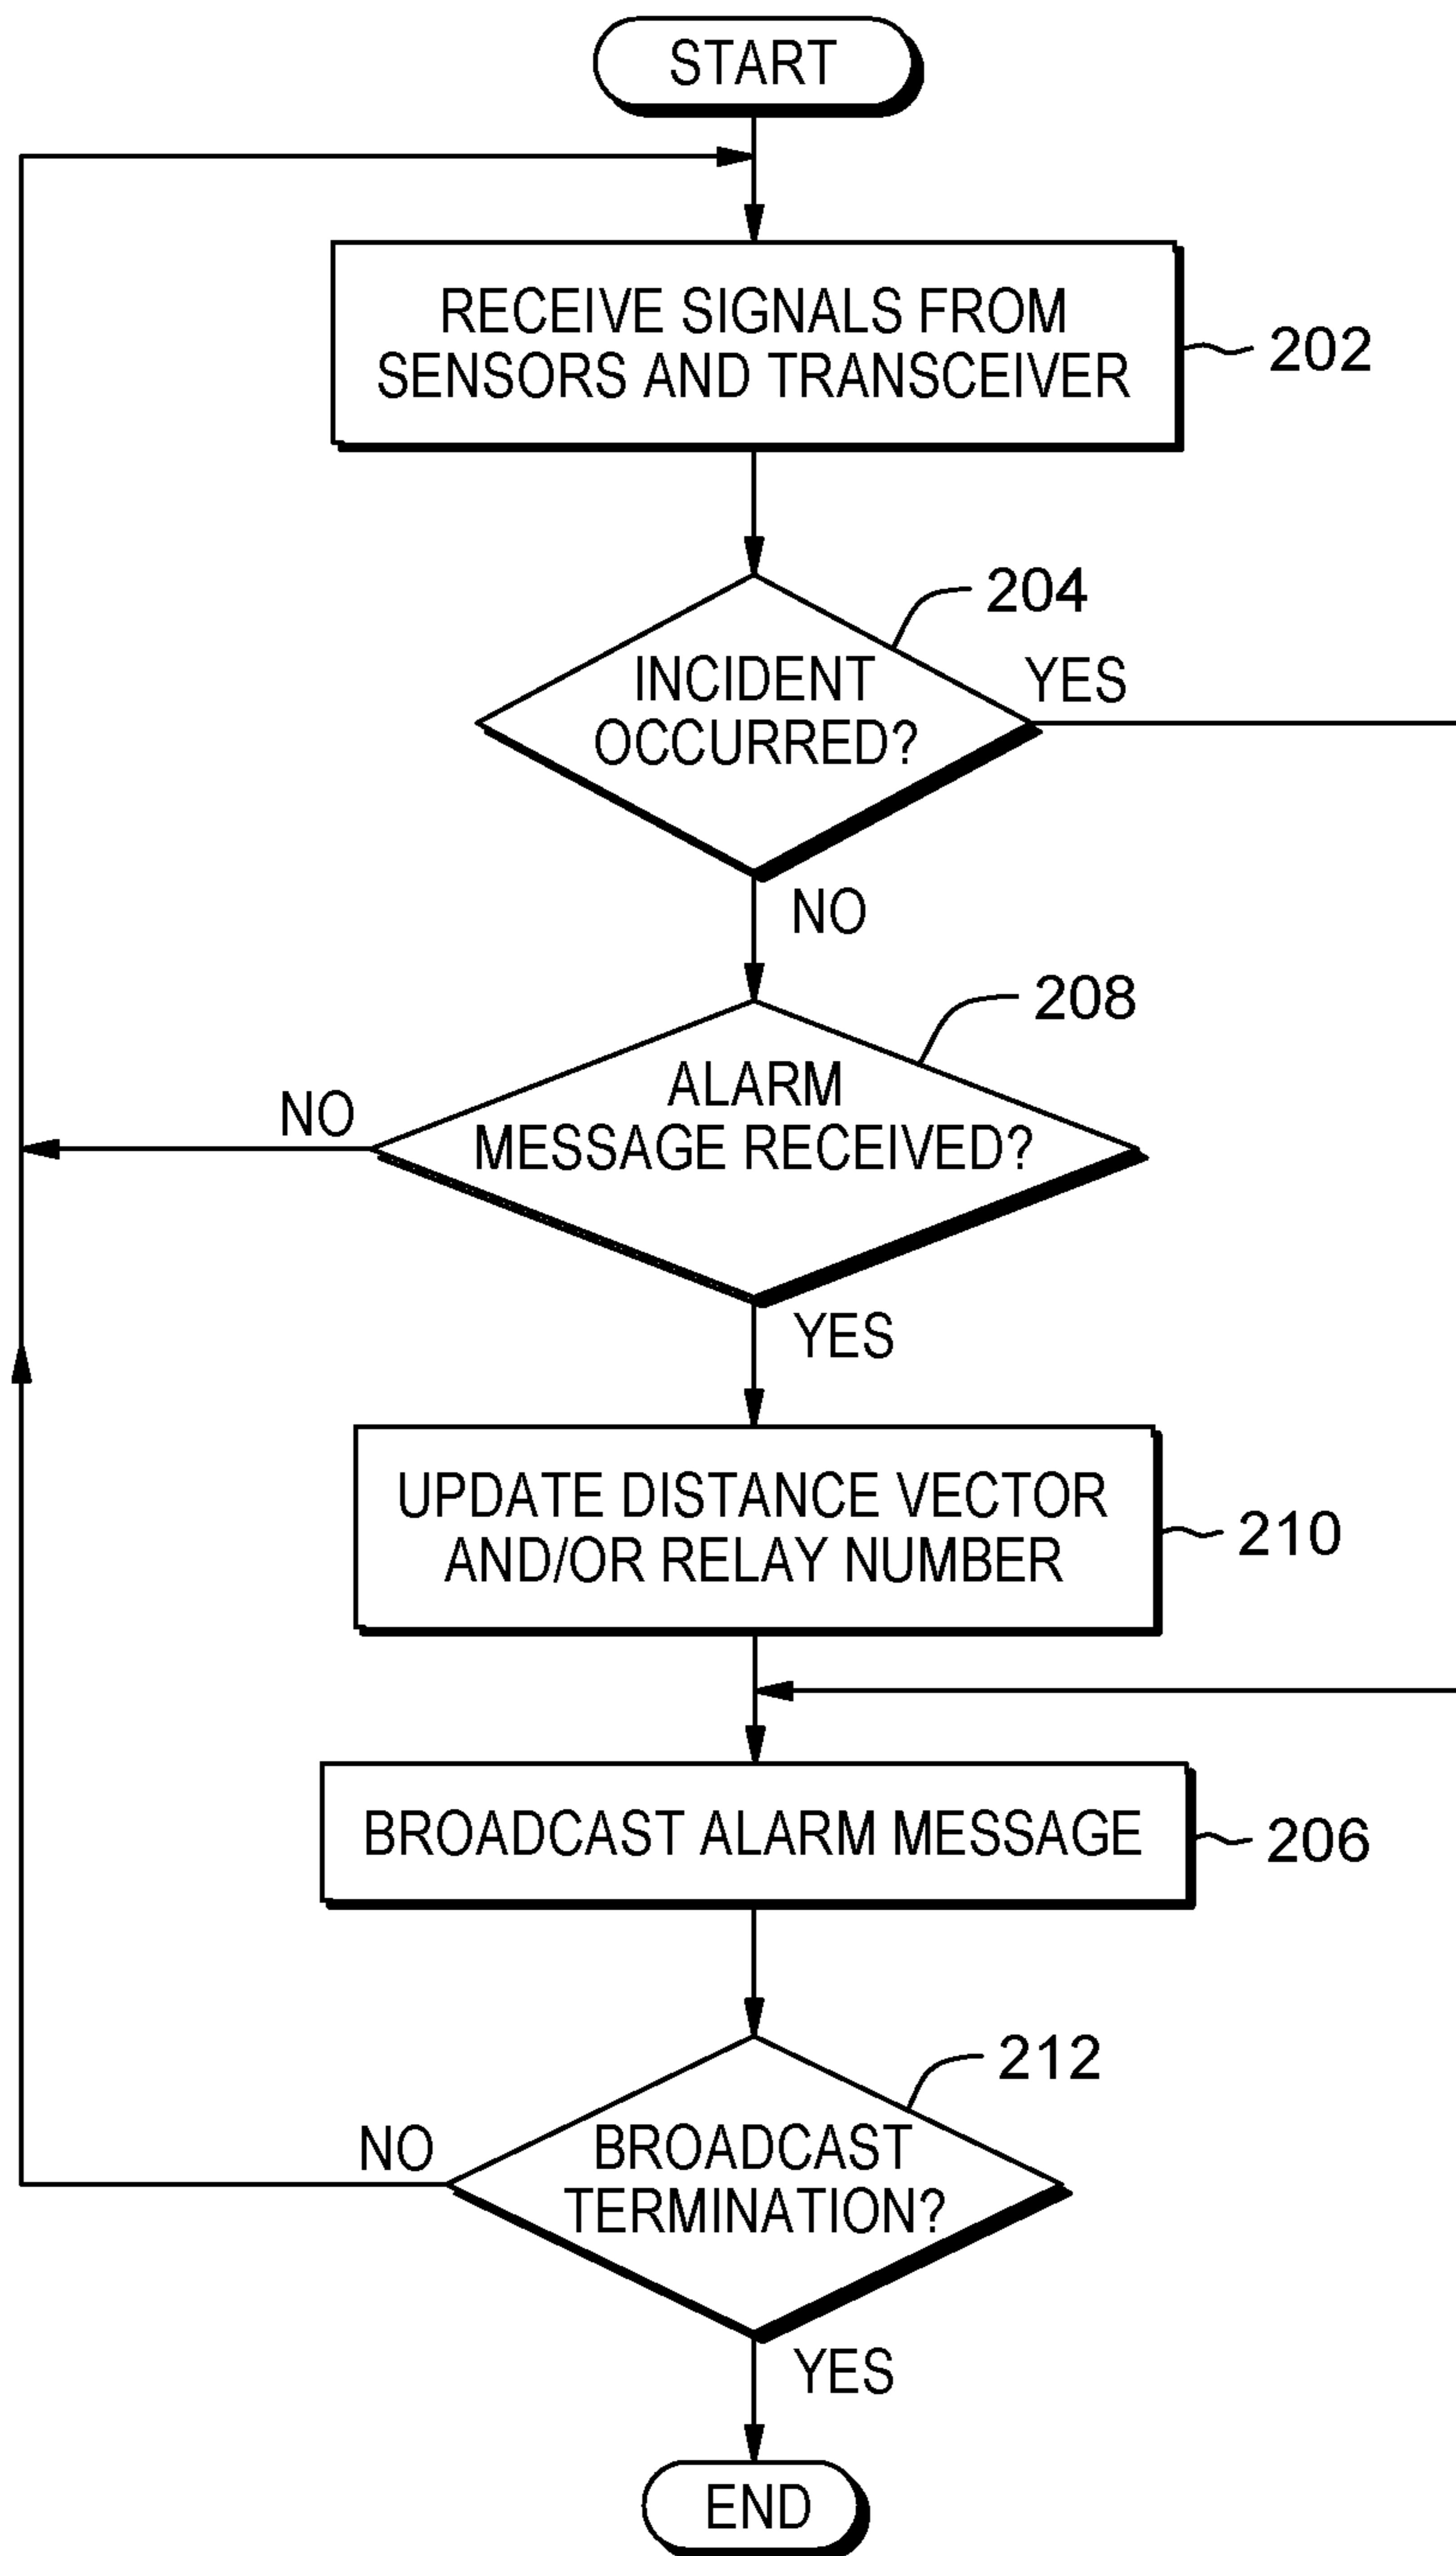 START
RECEIVE SIGNALS FROM
SENSORS AND TRANSCEIVER
202
204
INCIDENT
OCCURRED?
YES
NO
208
ALARM
MESSAGE RECEIVED?
NO
YES
UPDATE DISTANCE VECTOR
AND/OR RELAY NUMBER
210
BROADCAST ALARM MESSAGE
206
212
BROADCAST
TERMINATION?
NO
YES
END